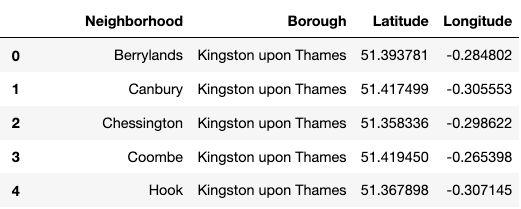 Neighborhood Borough Latitude Longitude
0 Berrylands Kingston upon Thames 51.393781 -0.284802
1 Canbury Kingston upon Thames 51.417499 -0.305553
2 Chessington Kingston upon Thames 51.358336 -0.298622
3 Coombe Kingston upon Thames 51.419450 -0.265398
4 Hook Kingston upon Thames 51.367898 -0.307145